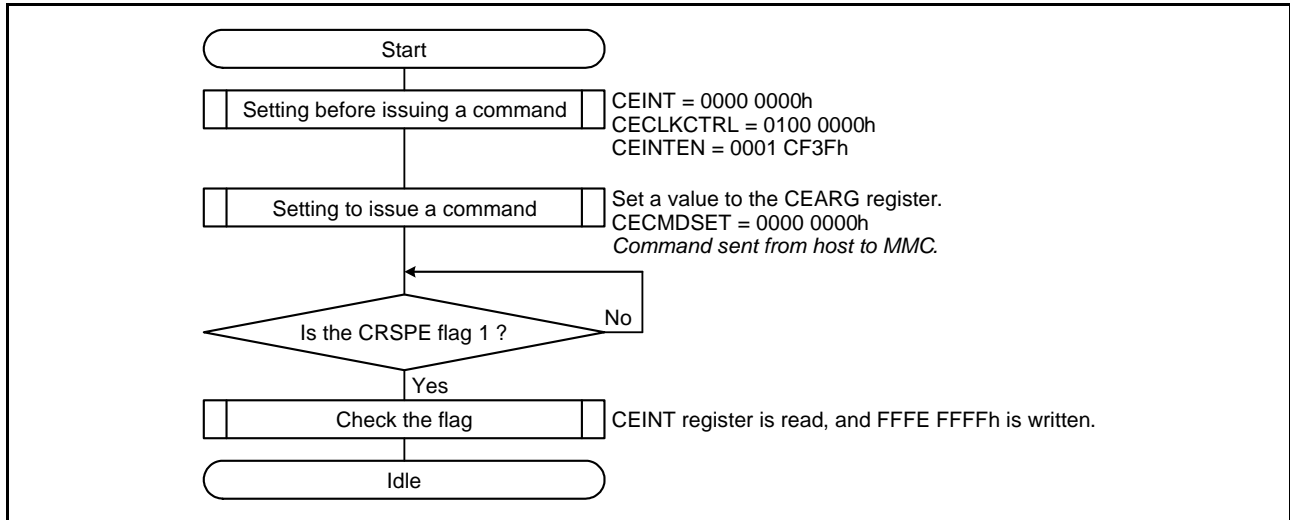 Start
Setting before issuing a command
CEINT = 0000 0000h
CECLKCTRL = 0100 0000h
CEINTEN = 0001 CF3Fh
Setting to issue a command
Set a value to the CEARG register.
CECMDSET = 0000 0000h
Command sent from host to MMC.
Is the CRSPE flag 1 ?
No
Yes
Check the flag
CEINT register is read, and FFFE FFFFh is written.
Idle